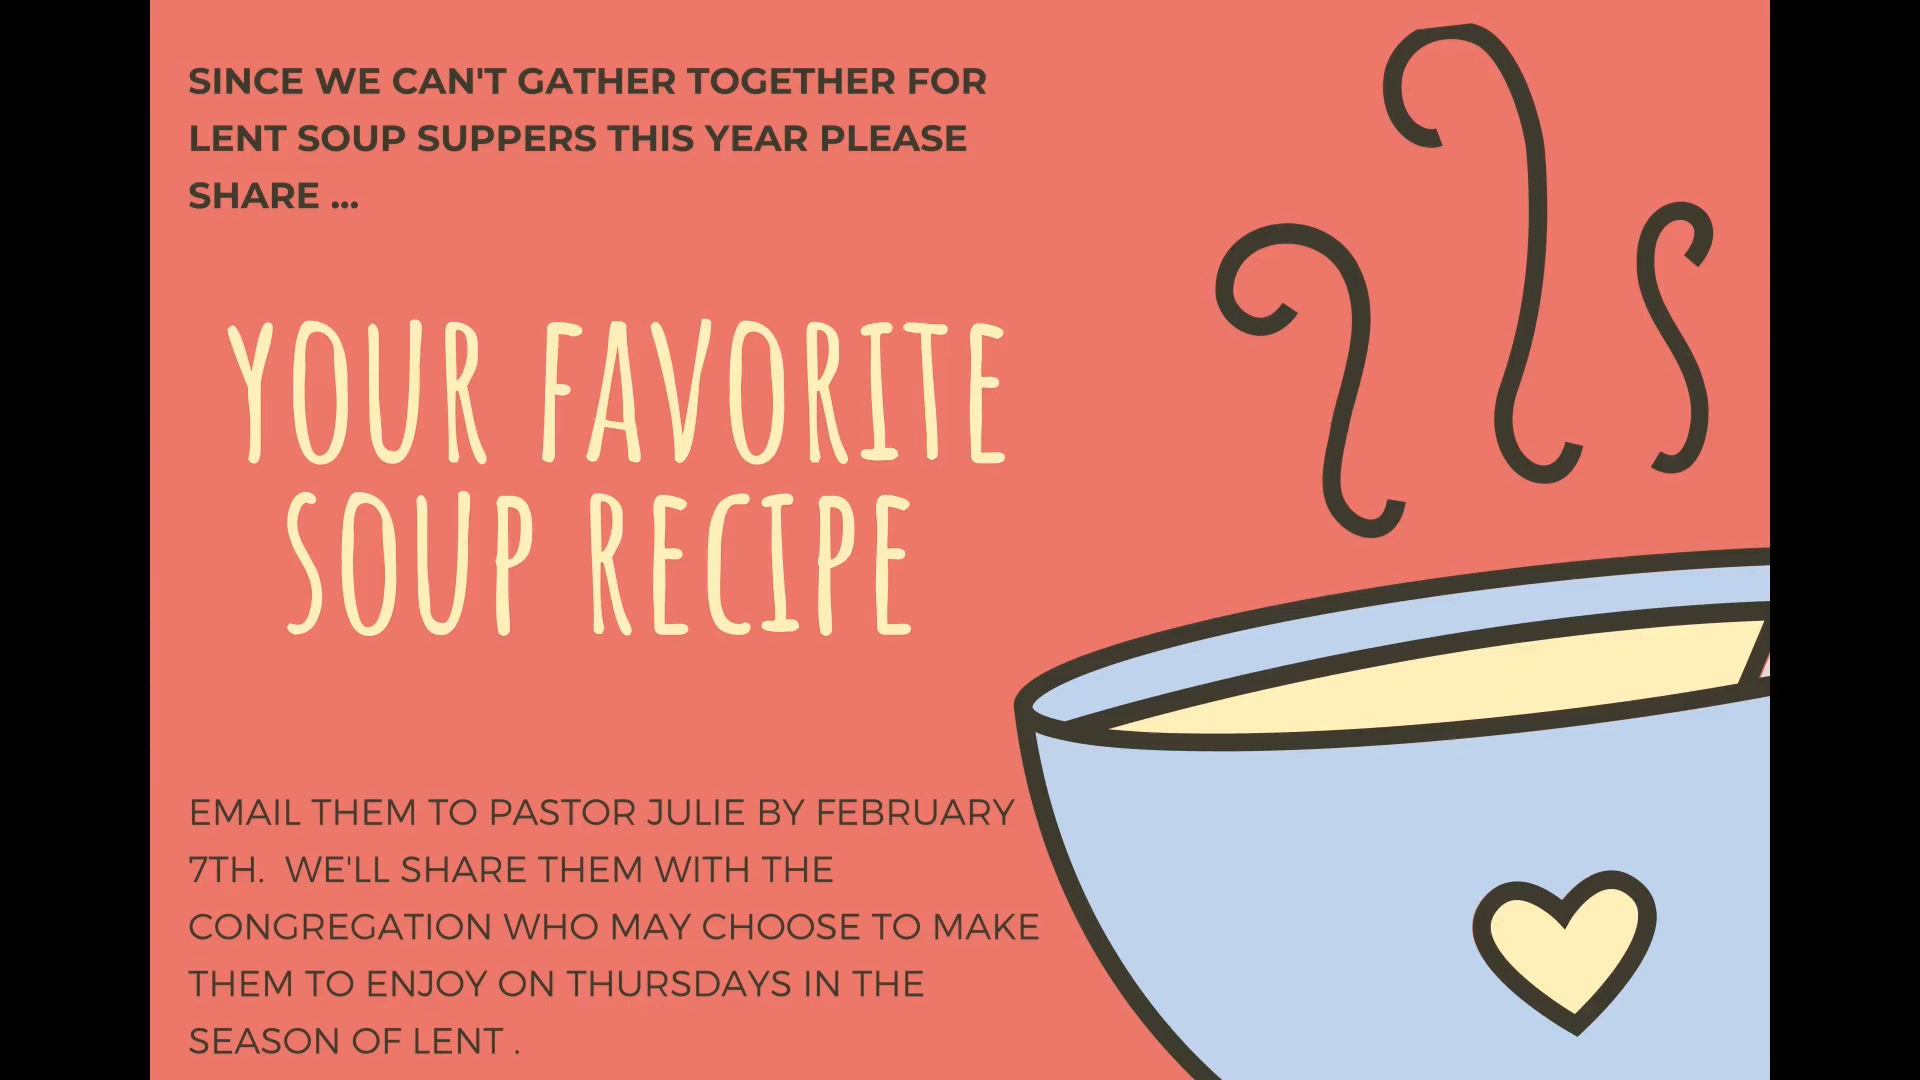 SINCE WE CAN'T GATHER TOGETHER FOR
LENT SOUP SUPPERS THIS YEAR PLEASE
SHARE ...
YOUR FAVORITE
SOUP RECIPE
EMAIL THEM TO PASTOR JULIE BY FEBRUARY
7TH.  WE'LL SHARE THEM WITH THE
CONGREGATION WHO MAY CHOOSE TO MAKE
THEM TO ENJOY ON THURSDAYS IN THE
SEASON OF LENT .